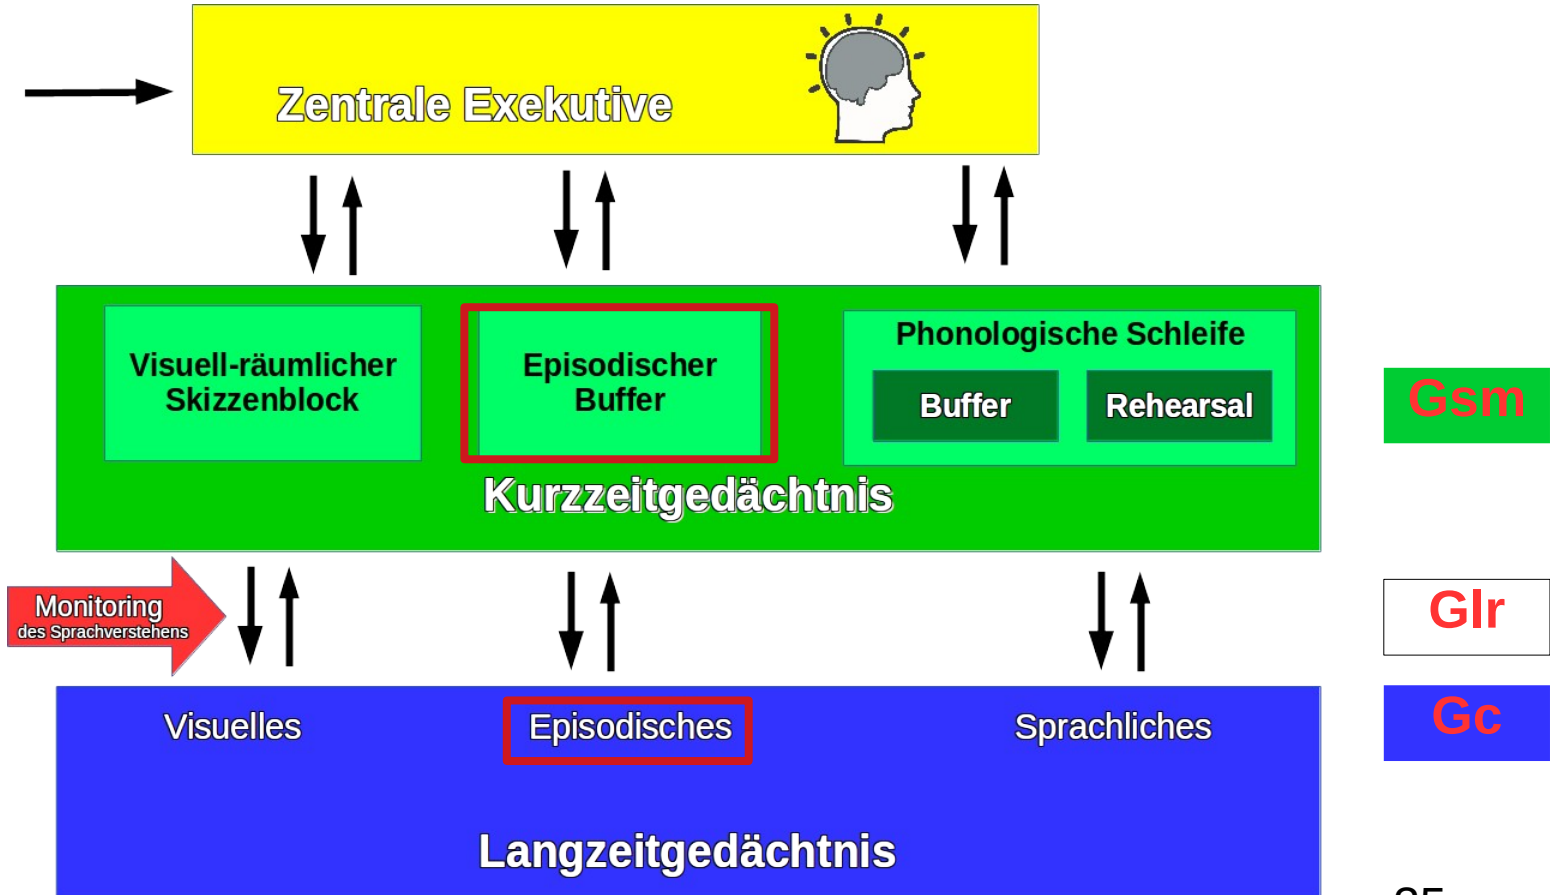 Zentrale Exekutive
Visuell-räumlicher
Skizzenblock
Episodischer
Buffer
Phonologische Schleife
Buffer
Rehearsal
Kurzzeitgedächtnis
Gsm
Monitoring
des Sprachverstehens
Glr
Visuelles
Episodisches
Sprachliches
Gc
Langzeitgedächtnis